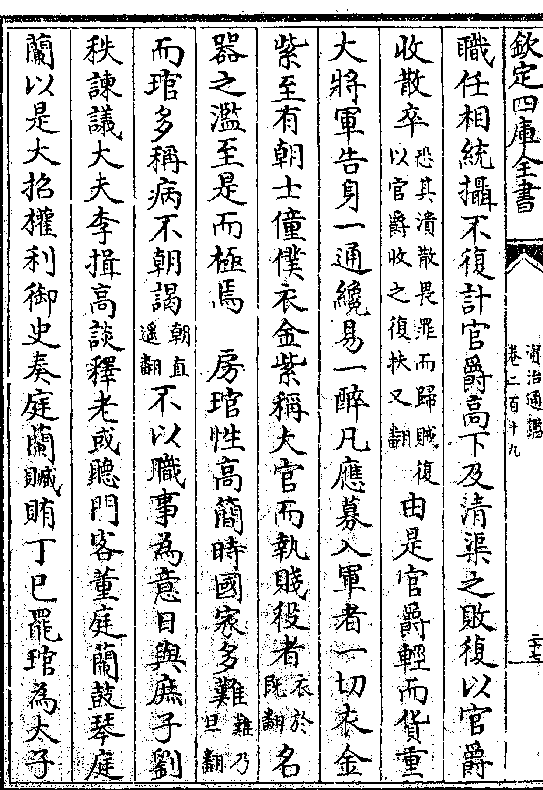 欽定四庫全書
資治通鑑
卷二百十九
職任相統攝不復計官爵高下及清渠之敗復以官爵
收散卒恐其潰散畏罪而歸賊復以官爵收之復扶又翻由是官爵輕而貨重
大將軍告身一通纔易一醉凡應募入軍者一切衣金
紫至有朝士僮僕衣金紫稱大官而執賤役者衣於既翻名
器之濫至是而極焉　房琯性高簡時國家多難難乃旦翻
而琯多稱病不朝謁朝直遥翻不以職事為意日與庶子劉
秩諫議大夫李揖高談釋老或聽門客董庭蘭鼓琴庭
蘭以是大招權利御史奏庭蘭贓賄丁巳罷琯為太子